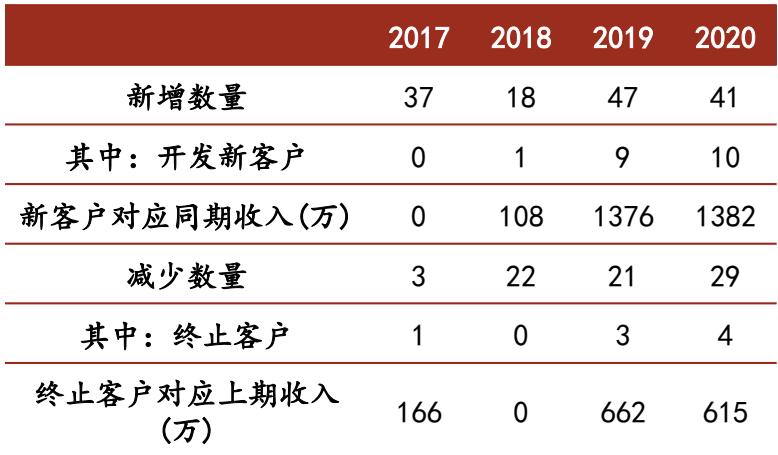 2017 2018 2019 2020
新增数量 37 18 47 41
其中：开发新客户 0 1 9 10
新客户对应同期收入(万) 0 108 1376 1382
减少数量 3 22 21 29
其中：终止客户 1 0 3 4
终止客户对应上期收入
(万) 166 0 662 615